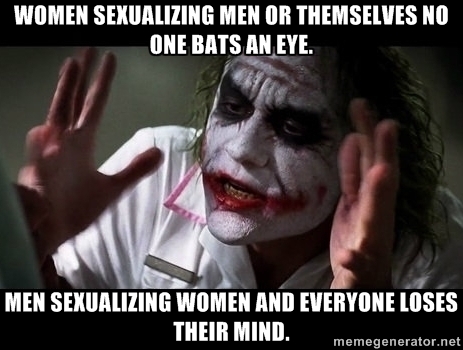 WOMEN SEXUALIZING MEN OR THEMSELVES NO
ONE BATS AN EYE.
MEN SEXUALIZING WOMEN AND EVERYONE LOSES
THEIR MIND.
memegenerator.net